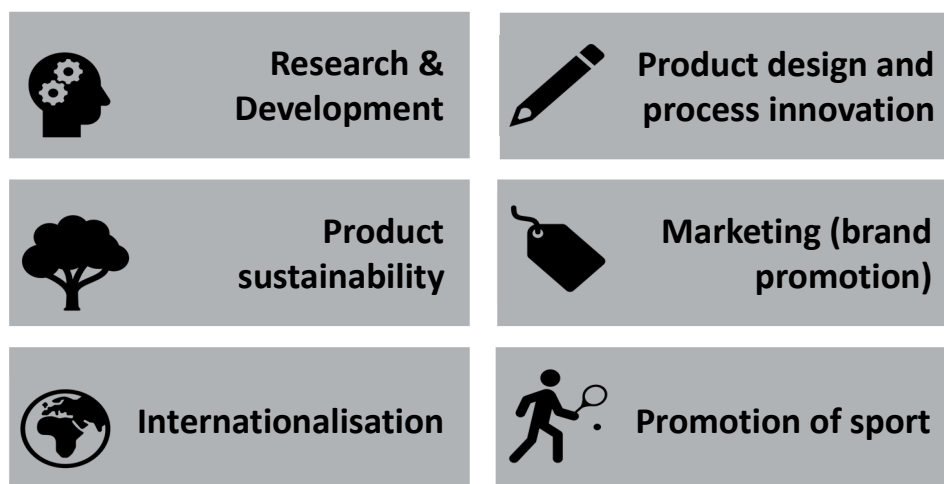 Research &
Development
Product design and
process innovation
Product
sustainability
Marketing (brand
promotion)
Internationalisation
Promotion of sport